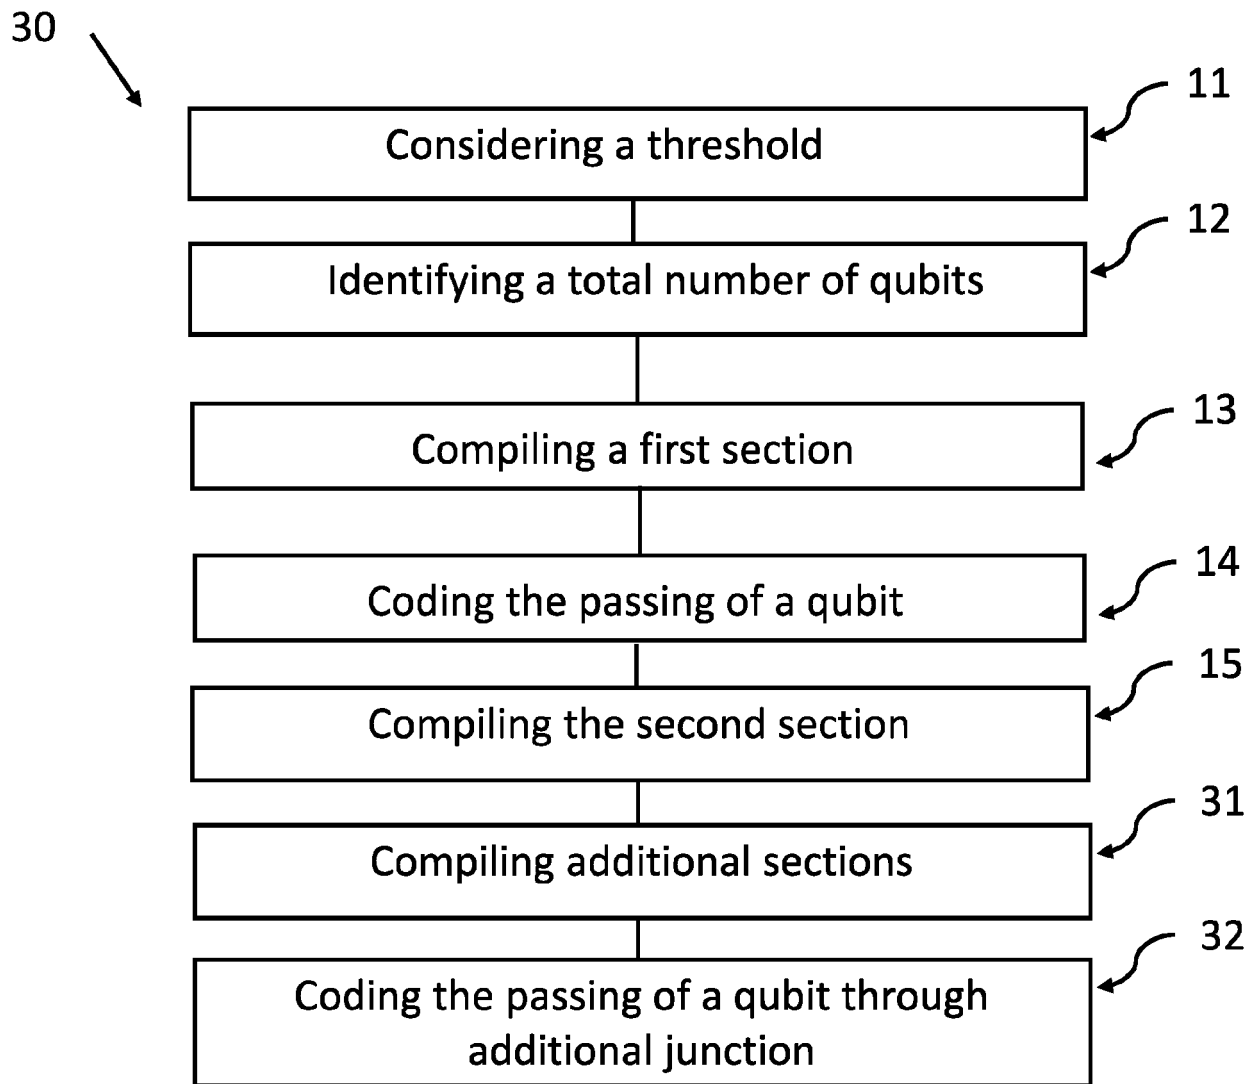 30
11
Considering a threshold
12
Identifying a total number of qubits
13
Compiling a first section
14
Coding the passing of a qubit
15
Compiling the second section
31
Compiling additional sections
32
Coding the passing of a qubit through
additional junction